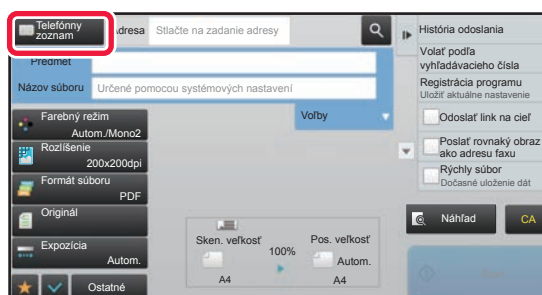 Telefónny
zoznam
dresa
Stlačte na zadanie adresy
Predmet
Názov súboru
Určené pomocou systémových nastavení
Farebný režim
Autom./Mono2
Rozlíšenie
200x200dpi
Formát súboru
PDF
Originál
Expozícia
Autom.
Ostatné
Voľby
Sken. veľkosť
A4
100%
Pos. veľkosť
Autom.
A4
História odoslania
Volať podľa
vyhľadávacieho čísla
Registrácia programu
Uložiť aktuálne nastavenie
Odoslať link na cieľ
Poslať rovnaký obraz
ako adresu faxu
Rýchly súbor
Dočasné uloženie dát
Náhľad
CA